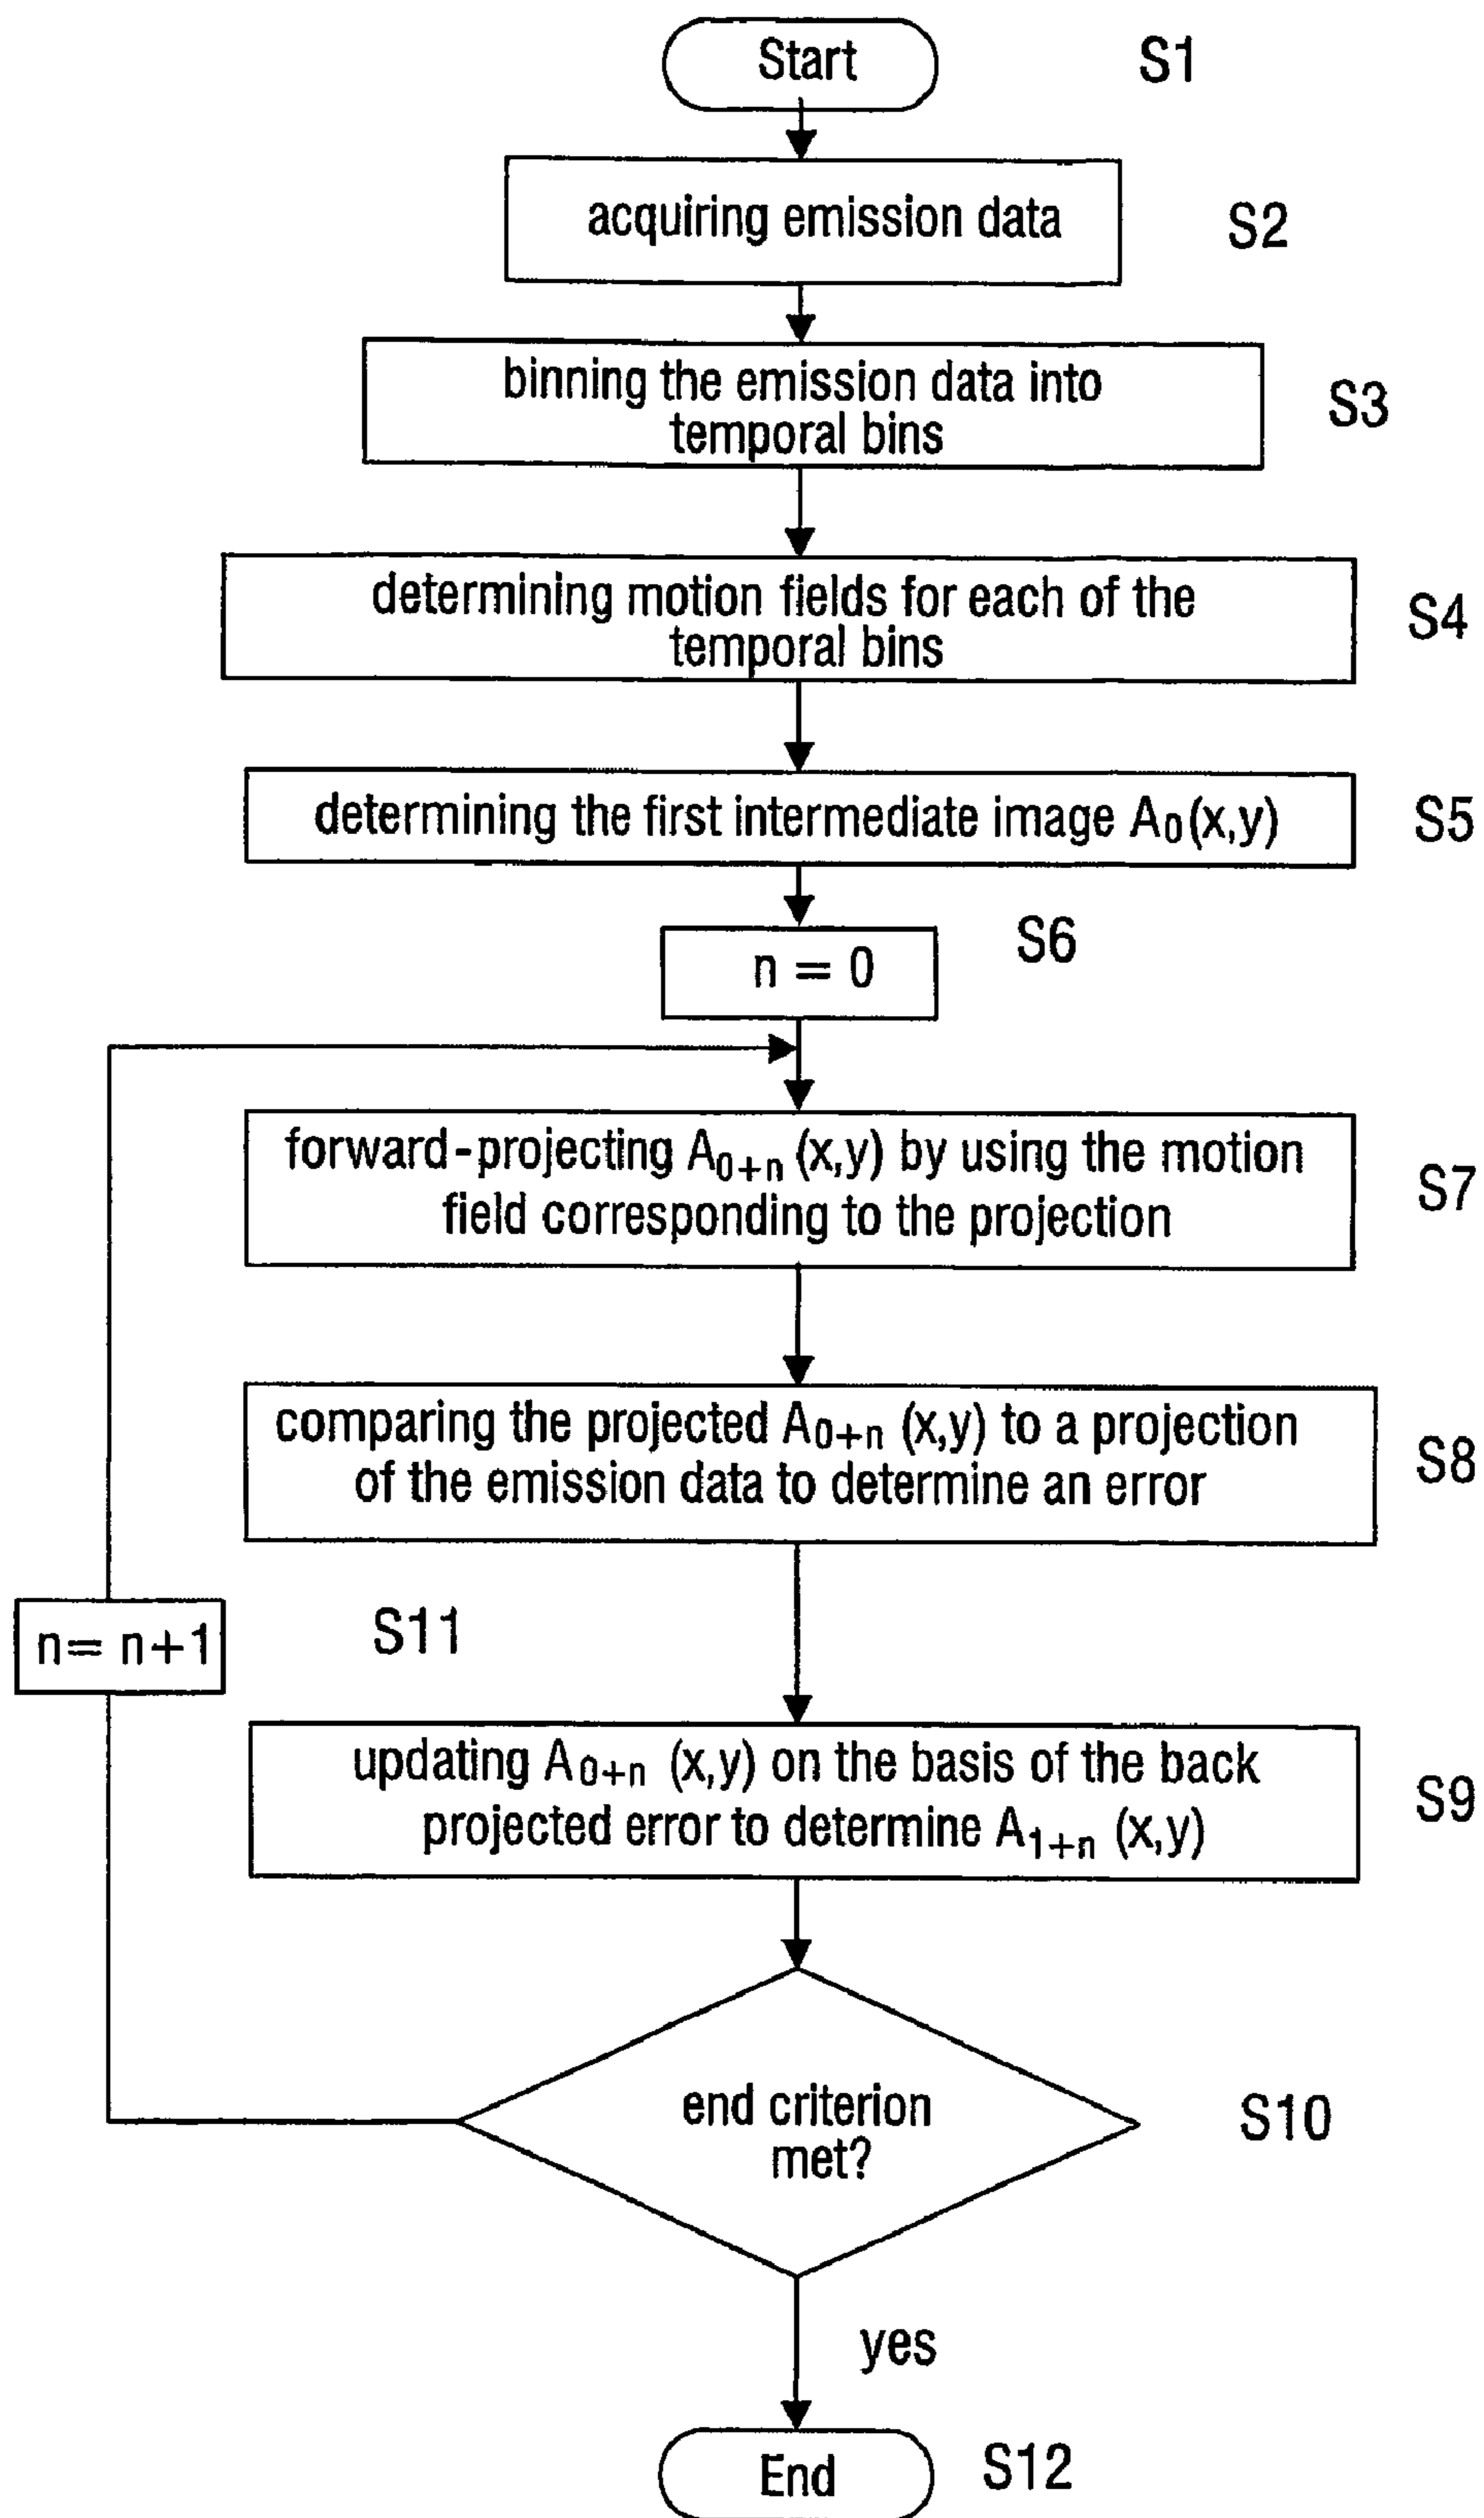 Start
S1
acquiring emission data
S2
binning the emission data into
temporal bins
S3
determining motion fields for each of the
temporal bins
S4
determining the first intermediate image A0(x,y)
S5
n = 0
S6
forward-projecting A0+n (x,y) by using the motion
field corresponding to the projection
S7
comparing the projected A0+n (x,y) to a projection
of the emission data to determine an error
S8
n= n+1
S11
updating A0+n (x,y) on the basis of the back
projected error to determine A1+n (x,y)
S9
end criterion
met?
S10
yes
End
S12